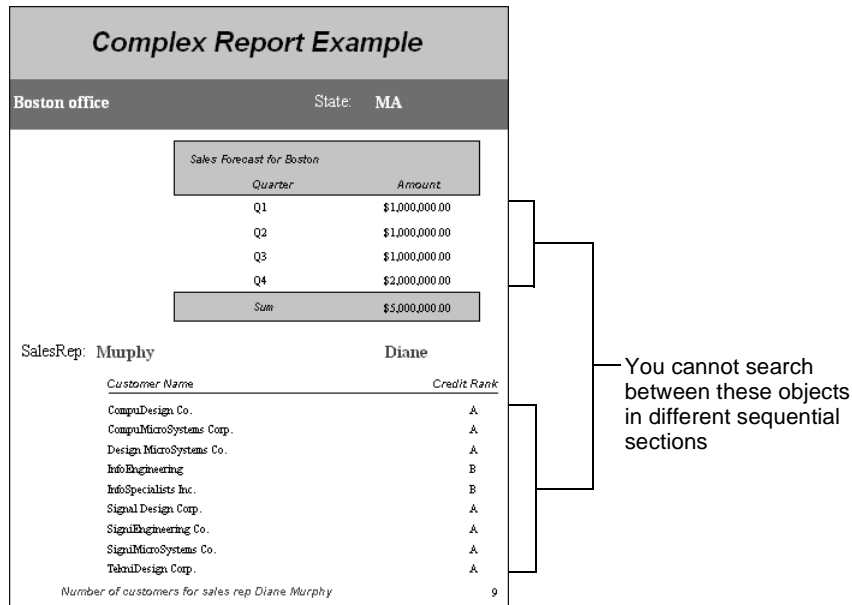 Complex Report Example
Boston office State: MA
Sales Forecast for Boston
Quarter Amount
Q1 $1,000,000.00
Q2 $1,000,000.00
Q3 $1,000,000.00
Q4 $2,000,000.00
Sum $5,000,000.00
SalesRep: Murphy Diane
Customer Name Credit Rank
CompuDesign Co. A
CompuMicroSystems Corp. A
Design MicroSystems Co. A
InfoEngineering B
InfoSpecialists Inc. B
Signal Design Corp. A
SigniEngineering Co. A
SigniMicroSystems Co. A
TekniDesign Corp. A
Number of customers for sales rep Diane Murphy 9
You cannot search
between these objects
in different sequential
sections